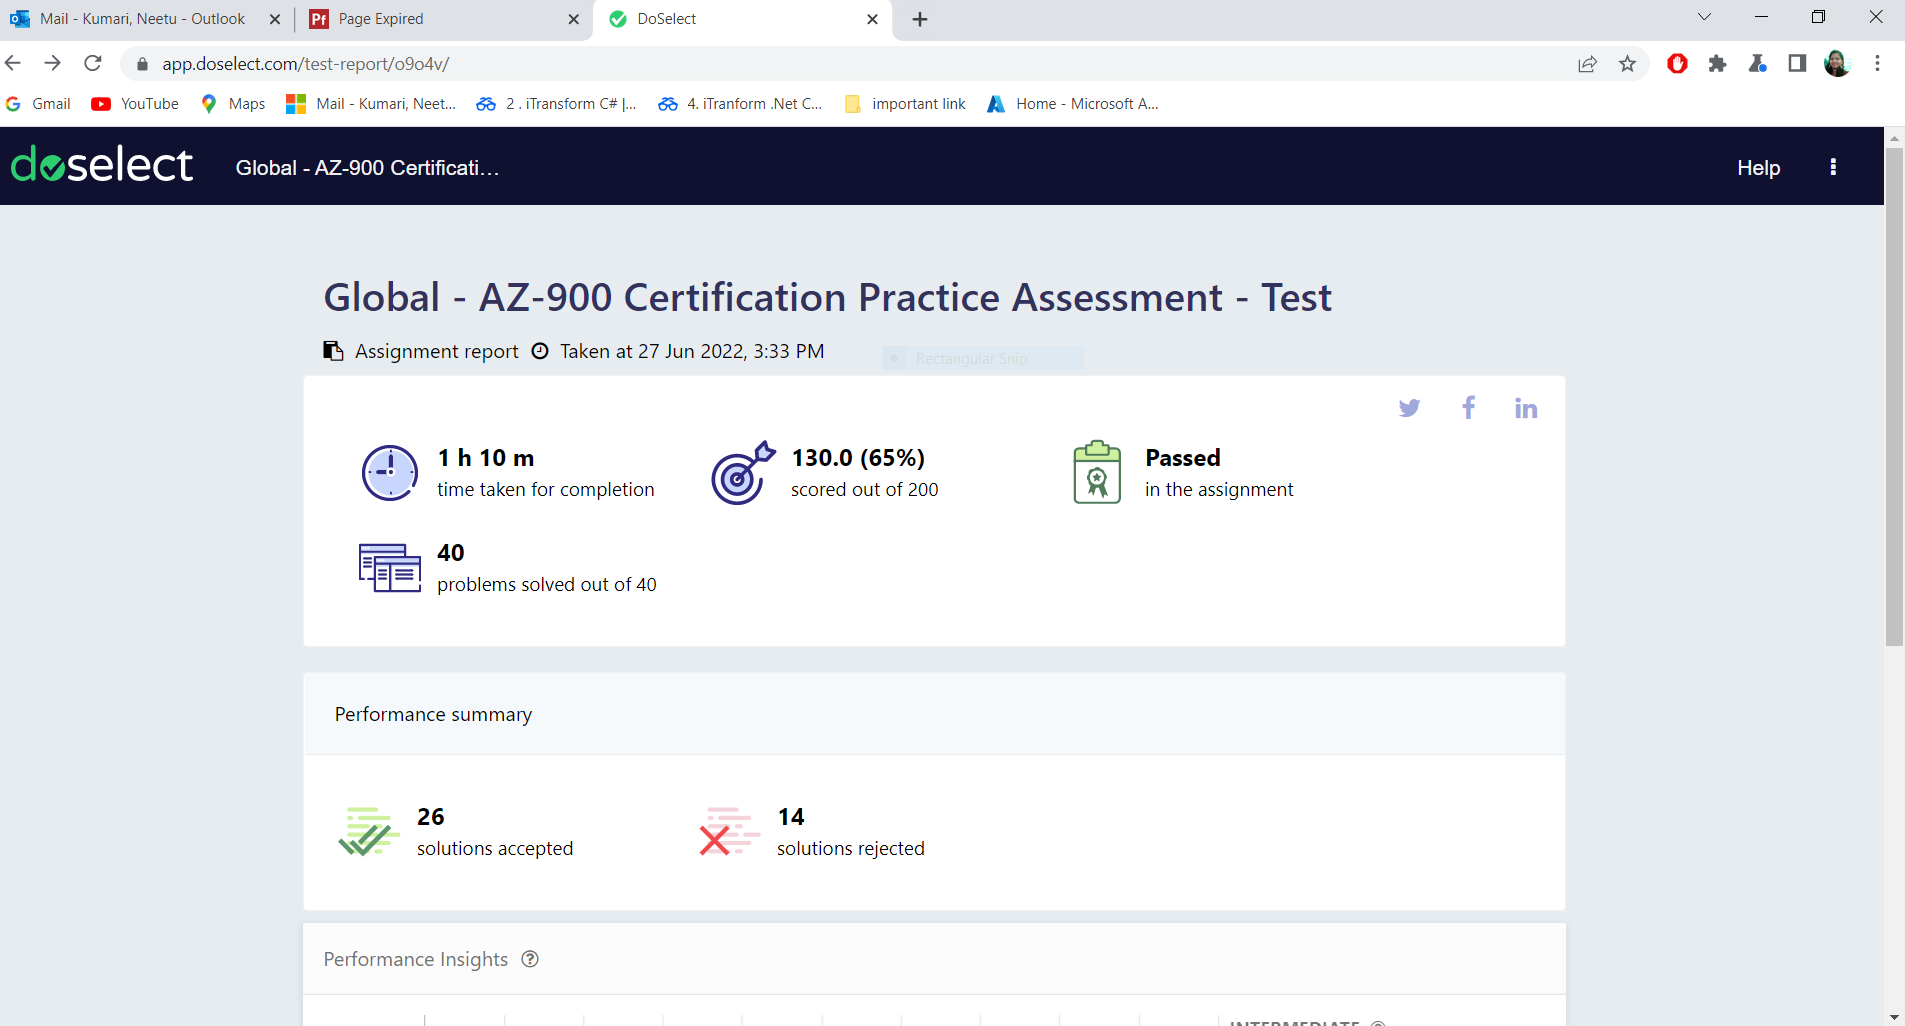 Mail - Kumari, Neetu - Outlook
Page Expired
DoSelect
app.doselect.com/test-report/o9o4v/
Gmail
YouTube
Maps
Mail - Kumari, Neet...
2 . iTransform C# |...
4. iTranform .Net C...
important link
Home - Microsoft A...
doselect
Global - AZ-900 Certificati...
Help
Global - AZ-900 Certification Practice Assessment - Test
Assignment report
Taken at 27 Jun 2022, 3:33 PM
Rectangular Snip
1 h 10 m
time taken for completion
130.0 (65%)
scored out of 200
Passed
in the assignment
40
problems solved out of 40
Performance summary
26
solutions accepted
14
solutions rejected
Performance Insights
INTERMEDIATE